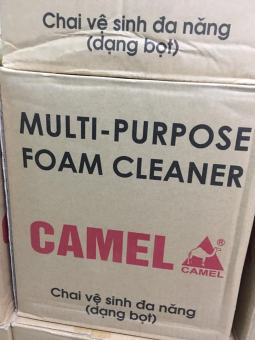 Chai vệ sinh đa năng
(dạng bọt)
MULTI-PURPOSE
FOAM CLEANER
CAMEL ®
CAMEL
Chai vệ sinh đa năng
(dạng bọt)